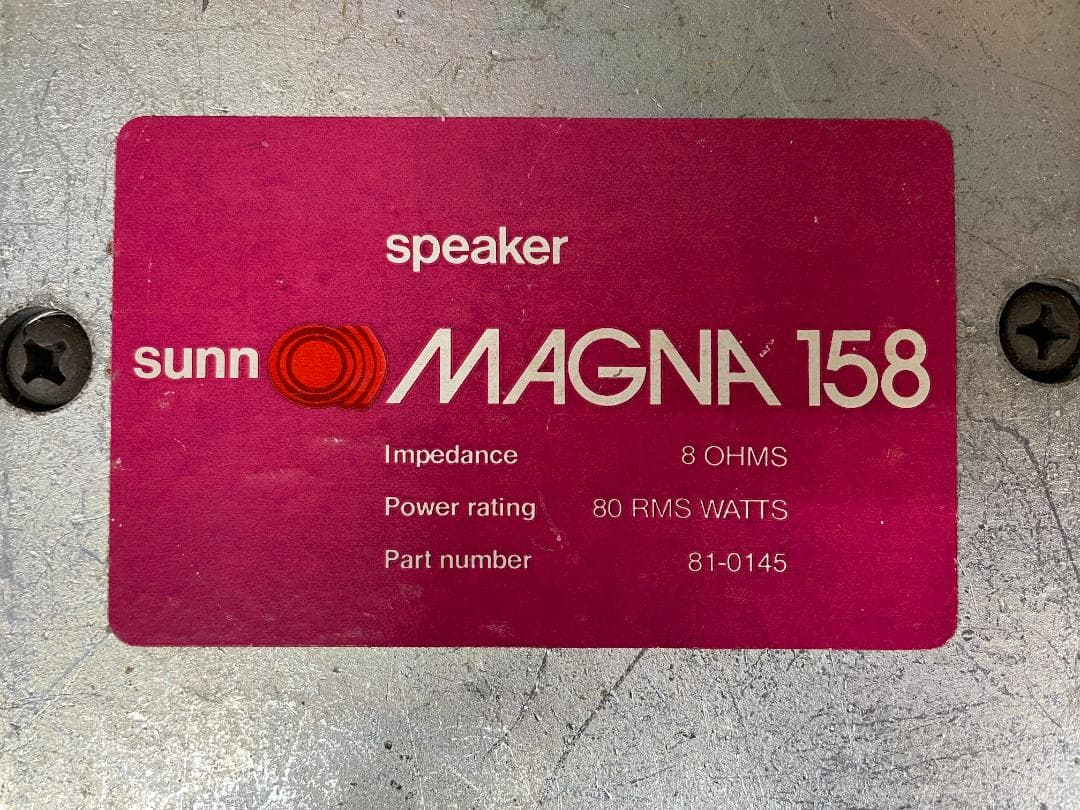 speaker
sunn MAGNA 158
Impedance 8 OHMS
Power rating 80 RMS WATTS
Part number 81-0145